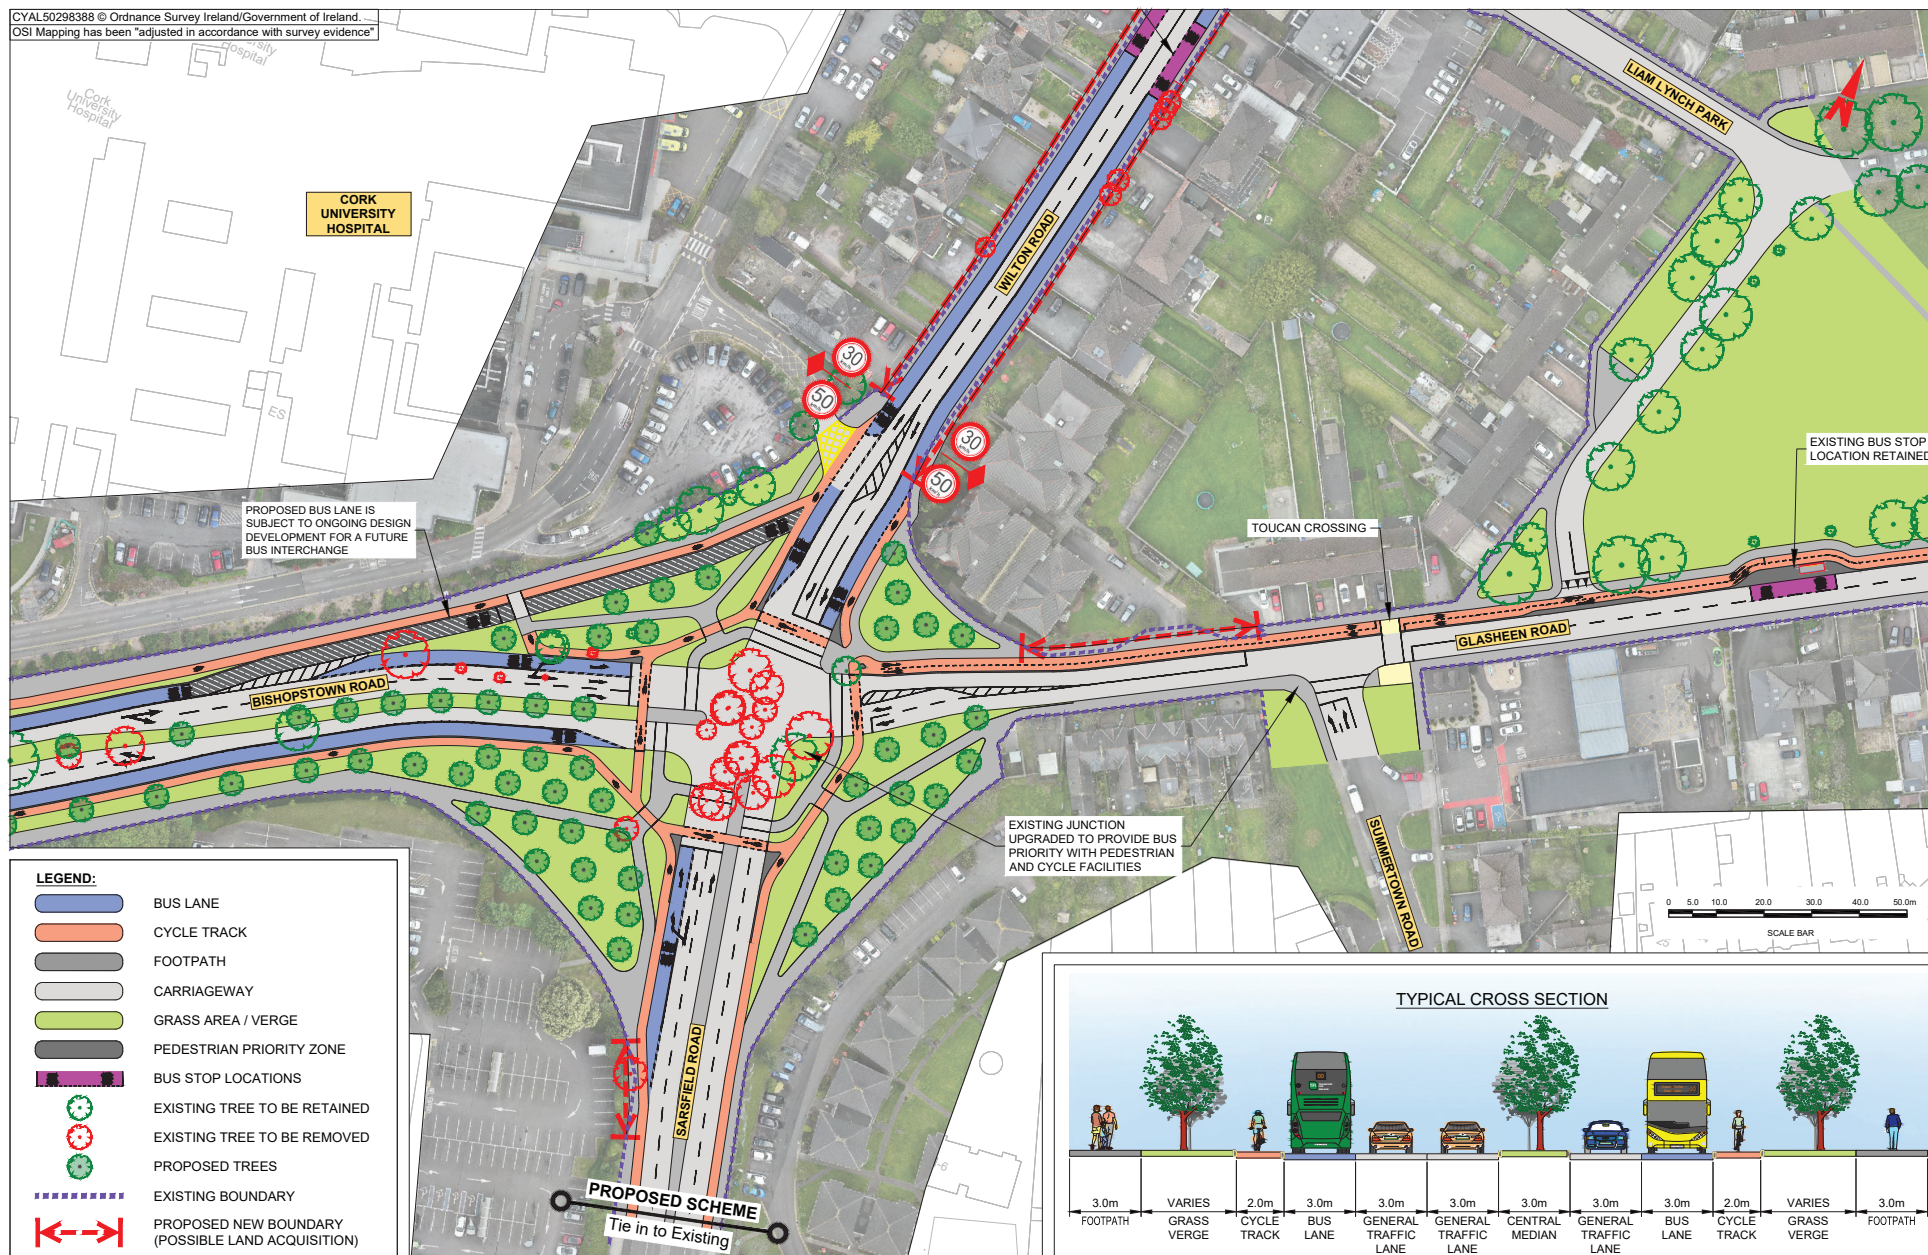 CYAL50298388 © Ordnance Survey Ireland/Government of Ireland.
OSI Mapping has been "adjusted in accordance with survey evidence"
University
Hospital
Cork
University
Hospital
CORK
UNIVERSITY
HOSPITAL
ES
WILTON ROAD
LIAM LYNCH PARK
N
30
km/h
50
km/h
30
km/h
50
km/h
EXISTING BUS STOP
LOCATION RETAINED
PROPOSED BUS LANE IS
SUBJECT TO ONGOING DESIGN
DEVELOPMENT FOR A FUTURE
BUS INTERCHANGE
TOUCAN CROSSING
GLASHEEN ROAD
BISHOPSTOWN ROAD
EXISTING JUNCTION
UPGRADED TO PROVIDE BUS
PRIORITY WITH PEDESTRIAN
AND CYCLE FACILITIES
SUMMERTOWN ROAD
SARSFIELD ROAD
0 5.0 10.0 20.0 30.0 40.0 50.0m
SCALE BAR
LEGEND:
BUS LANE
CYCLE TRACK
FOOTPATH
CARRIAGEWAY
GRASS AREA / VERGE
PEDESTRIAN PRIORITY ZONE
BUS STOP LOCATIONS
EXISTING TREE TO BE RETAINED
EXISTING TREE TO BE REMOVED
PROPOSED TREES
EXISTING BOUNDARY
PROPOSED NEW BOUNDARY
(POSSIBLE LAND ACQUISITION)
PROPOSED SCHEME
Tie in to Existing
TYPICAL CROSS SECTION
3.0m VARIES 2.0m 3.0m 3.0m 3.0m 3.0m 3.0m 3.0m 2.0m VARIES 3.0m
FOOTPATH GRASS CYCLE BUS GENERAL GENERAL CENTRAL GENERAL BUS CYCLE GRASS FOOTPATH
VERGE TRACK LANE TRAFFIC TRAFFIC MEDIAN TRAFFIC LANE TRACK VERGE
LANE LANE LANE